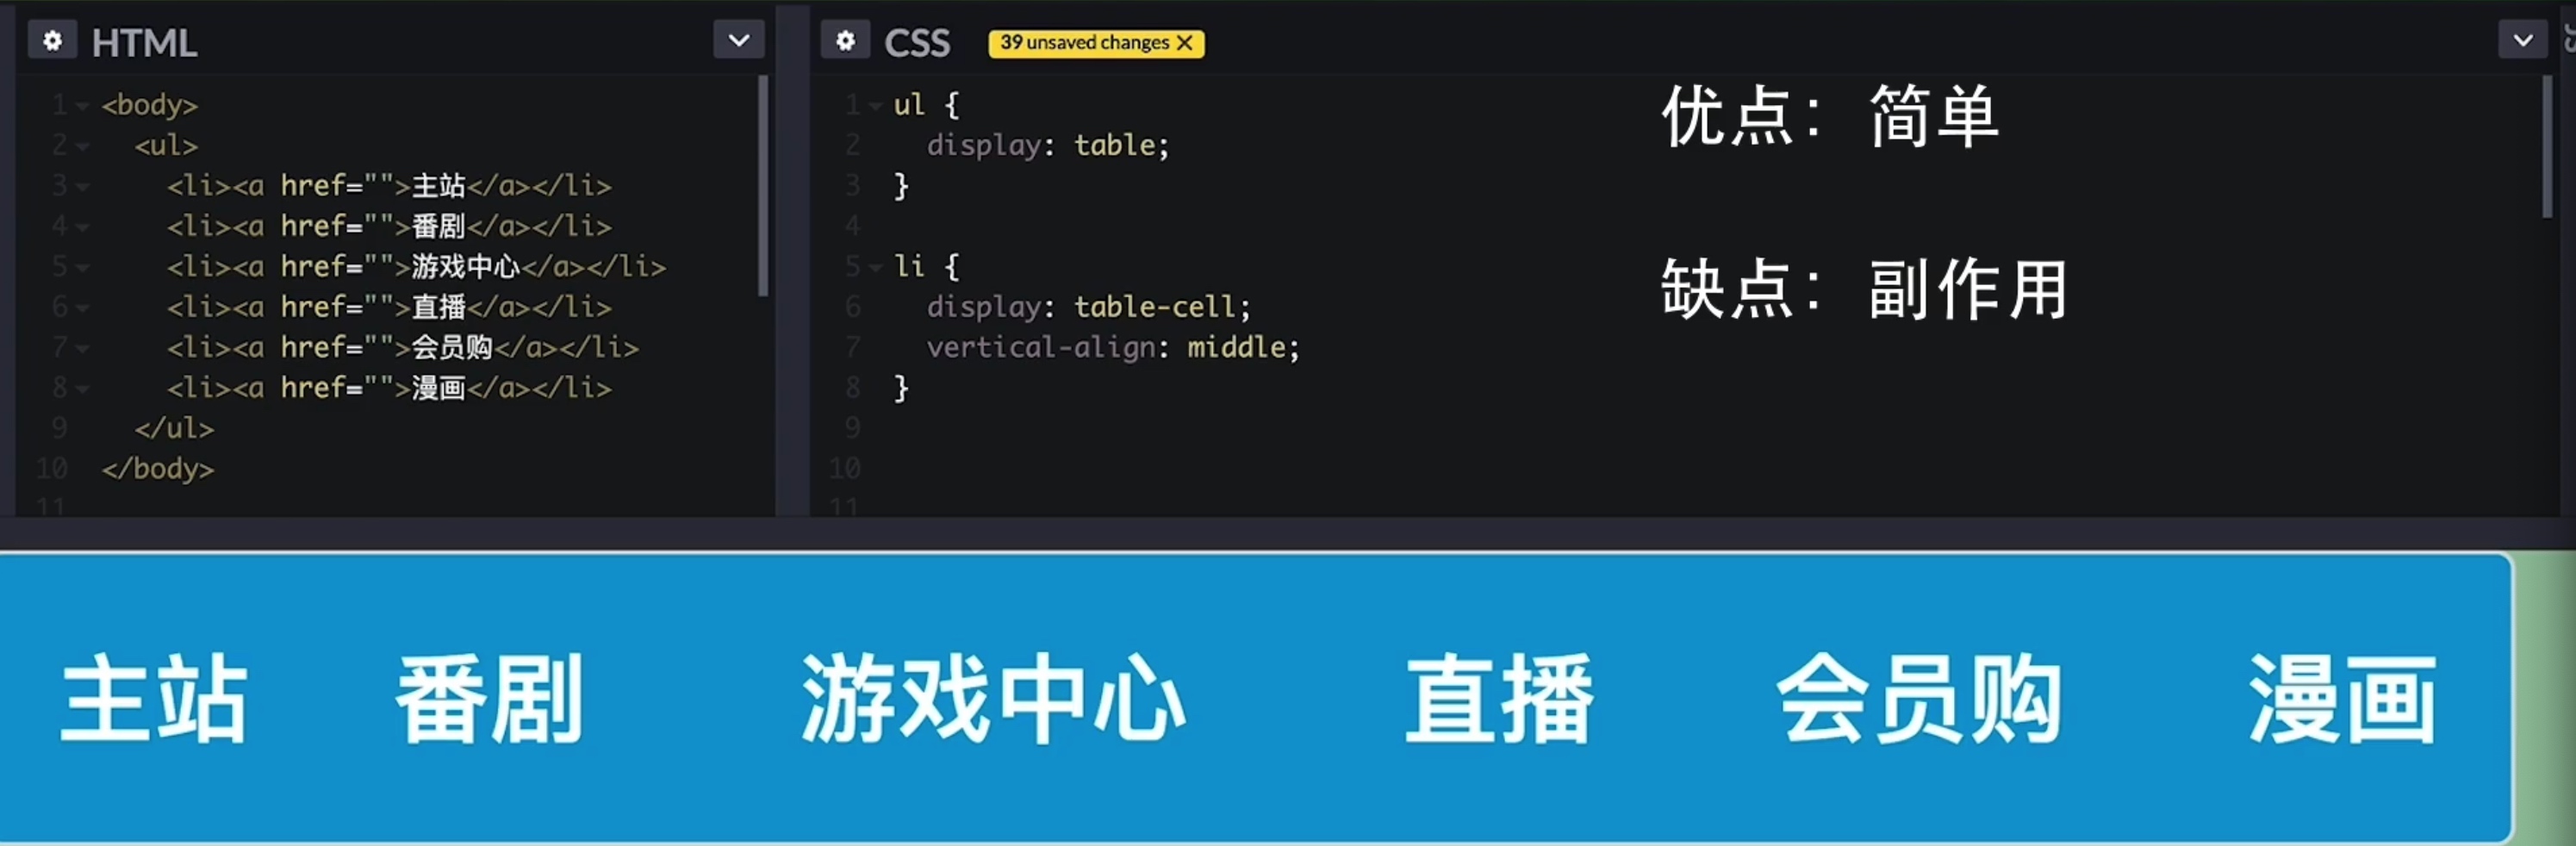 HTML
1 <body>
2 <ul>
3 <li><a href="">主站</a></li>
4 <li><a href="">番剧</a></li>
5 <li><a href="">游戏中心</a></li>
6 <li><a href="">直播</a></li>
7 <li><a href="">会员购</a></li>
8 <li><a href="">漫画</a></li>
9 </ul>
10 </body>
11
CSS 39 unsaved changes X
1 ul {
2 display: table;
3 }
4
5 li {
6 display: table-cell;
7 vertical-align: middle;
8 }
9
10
11
优点：简单
缺点：副作用
主站 番剧 游戏中心 直播 会员购 漫画